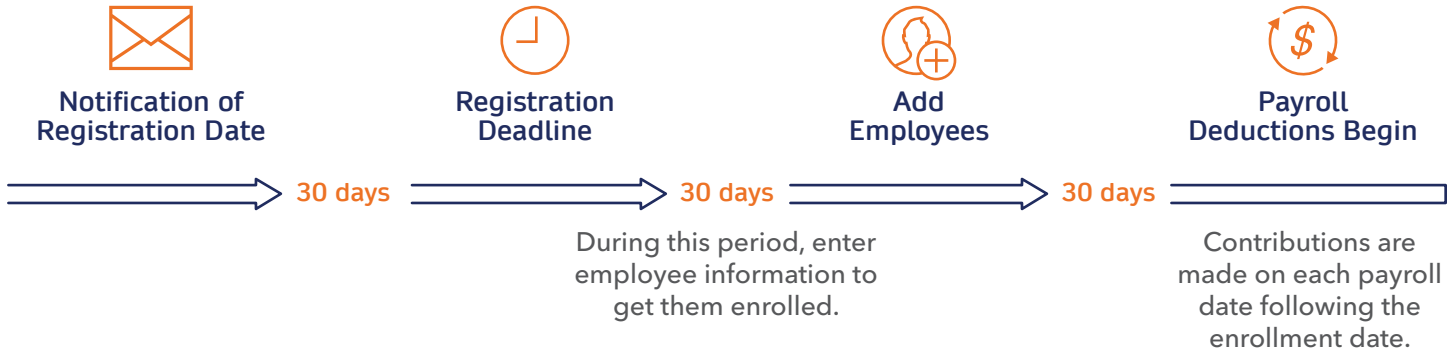 Notification of
Registration Date
Registration
Deadline
Add
Employees
Payroll
Deductions Begin
30 days
30 days
30 days
During this period, enter
employee information to
get them enrolled.
Contributions are
made on each payroll
date following the
enrollment date.